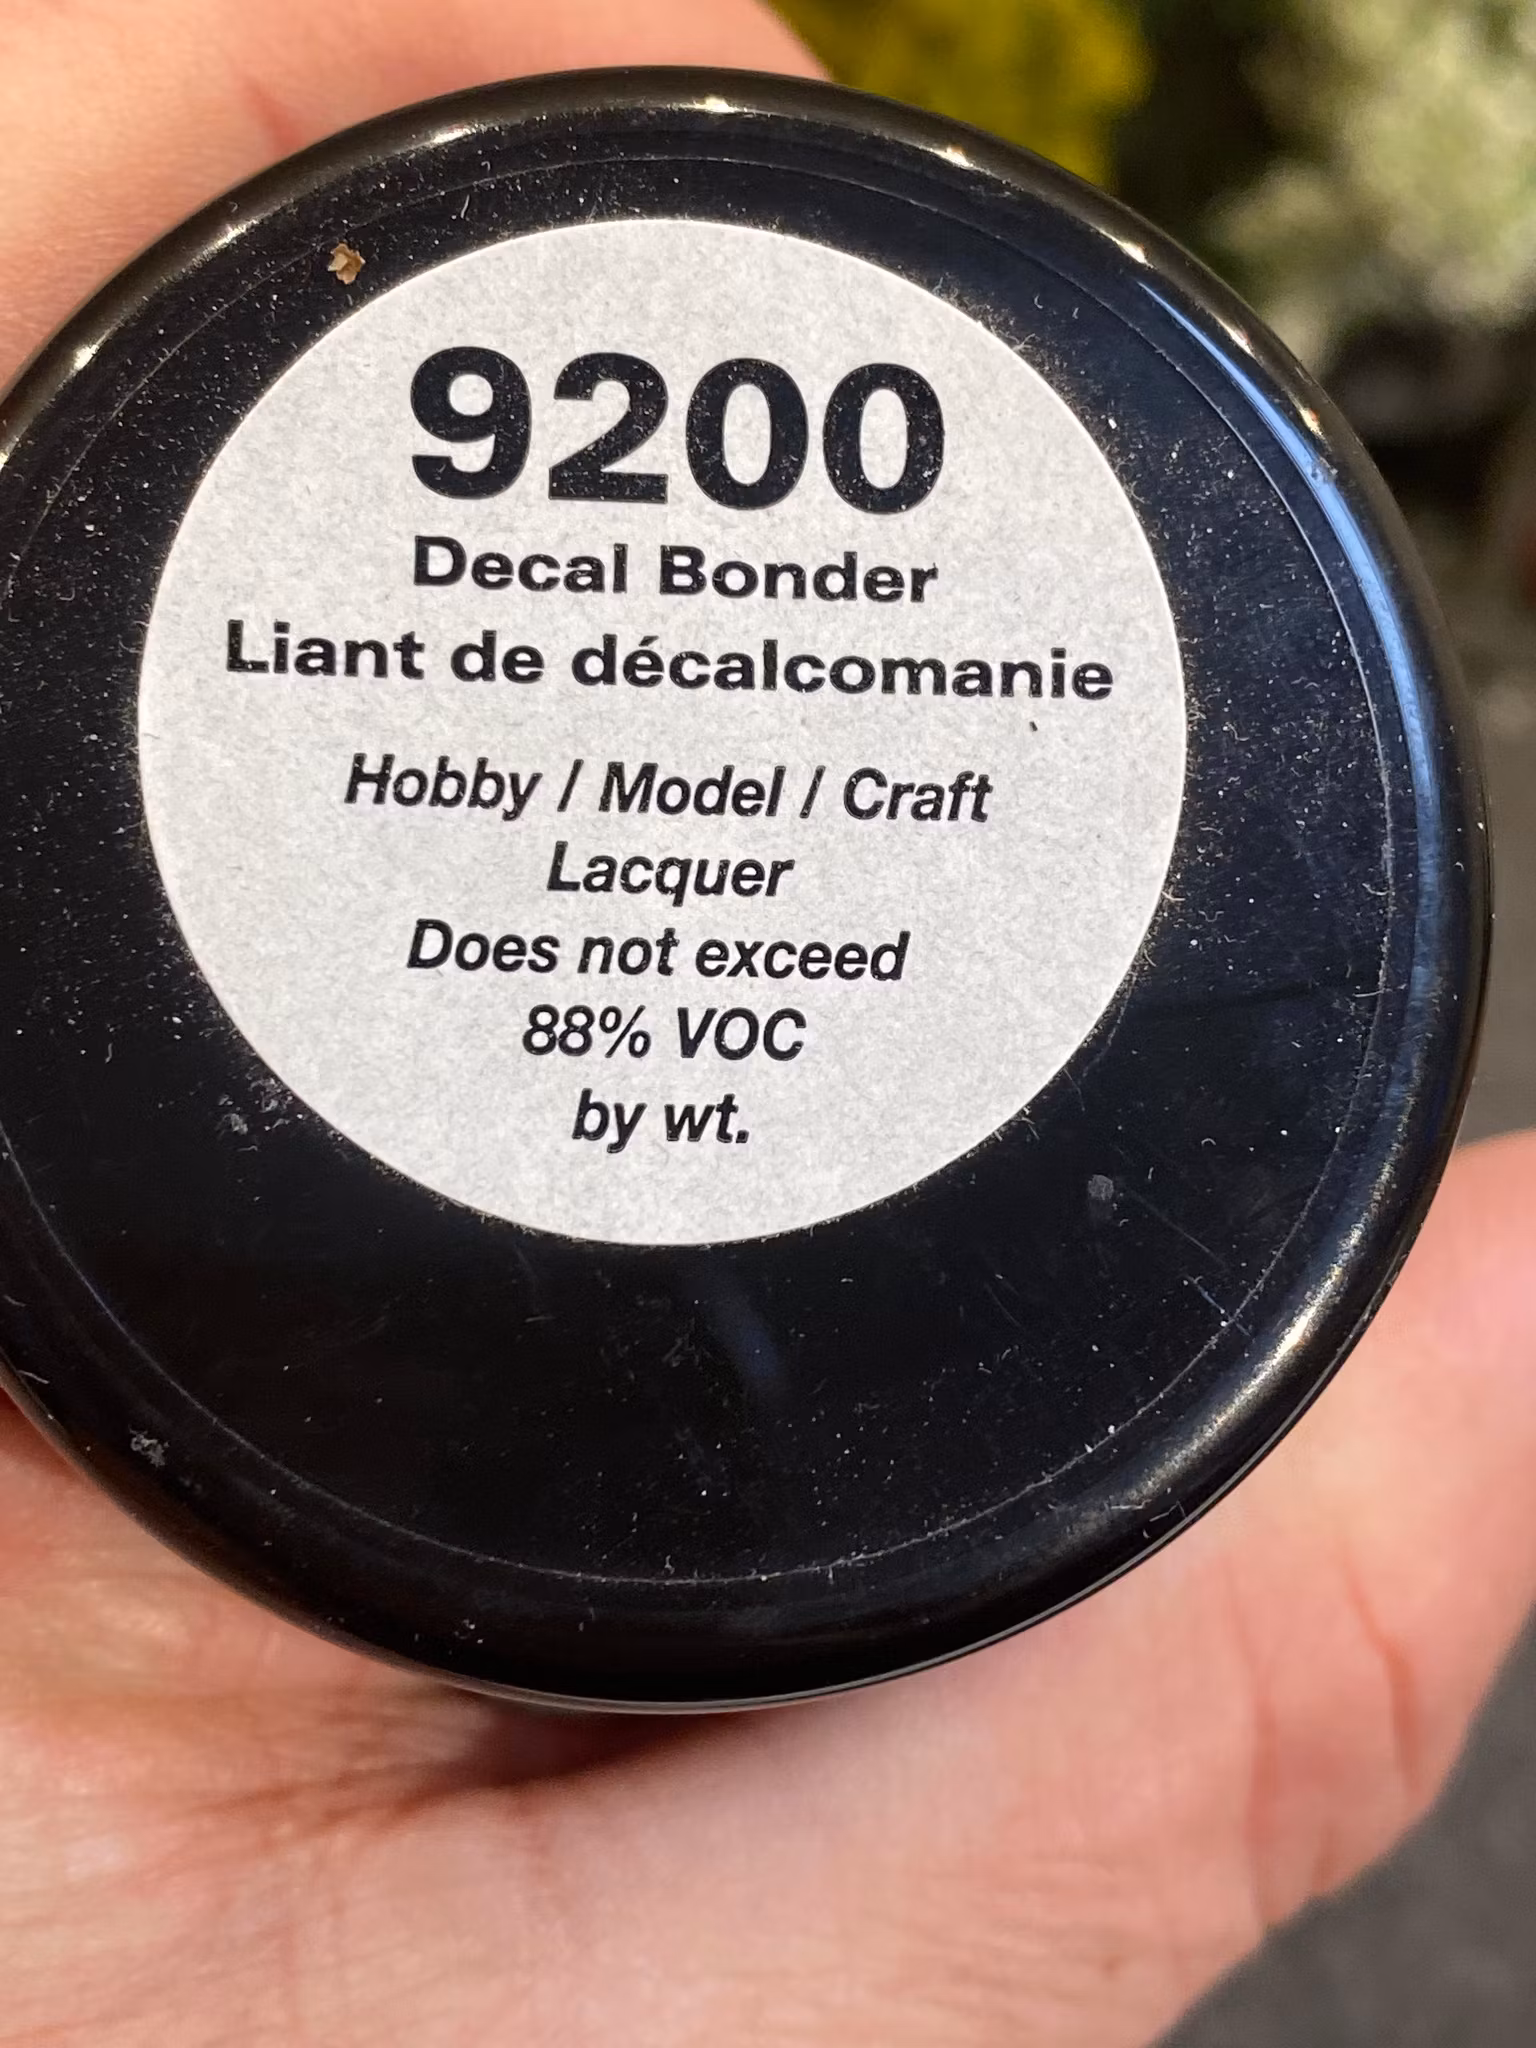 9200
Decal Bonder
Liant de décalcomanie
Hobby / Model / Craft
Lacquer
Does not exceed
88% VOC
by wt.